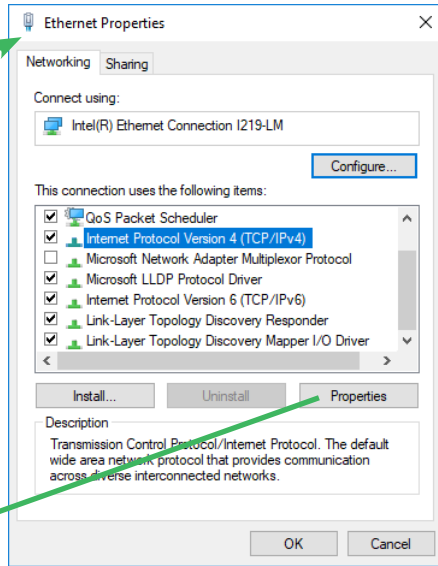 Ethernet Properties
Networking Sharing
Connect using:
Intel(R) Ethernet Connection I219-LM
Configure...
This connection uses the following items:
QoS Packet Scheduler
Internet Protocol Version 4 (TCP/IPv4)
Microsoft Network Adapter Multiplexor Protocol
Microsoft LLDP Protocol Driver
Internet Protocol Version 6 (TCP/IPv6)
Link-Layer Topology Discovery Responder
Link-Layer Topology Discovery Mapper I/O Driver
Install... Uninstall Properties
Description
Transmission Control Protocol/Internet Protocol. The default
wide area network protocol that provides communication
across diverse interconnected networks.
OK Cancel